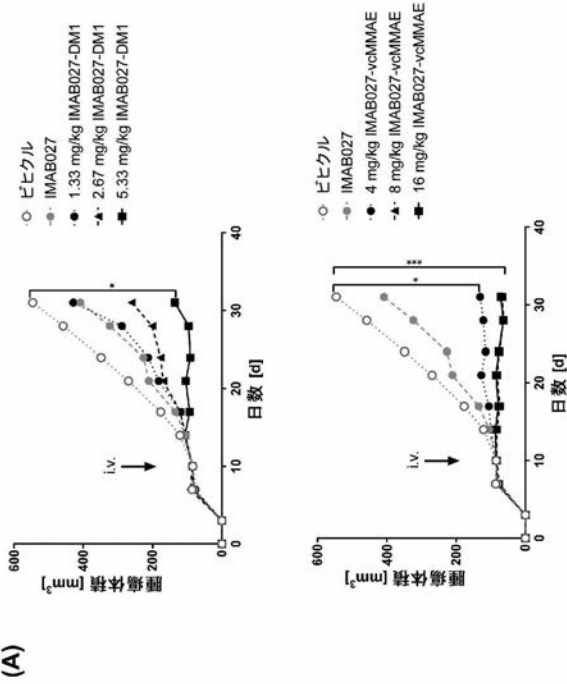 (A)
600
400
200
0
腫瘍体積 [mm³]
0
10
20
30
40
日数 [d]
i.v.
*
ビヒクル
IMAB027
1.33 mg/kg IMAB027-DM1
2.67 mg/kg IMAB027-DM1
5.33 mg/kg IMAB027-DM1
600
400
200
0
腫瘍体積 [mm³]
0
10
20
30
40
日数 [d]
i.v.
*
***
ビヒクル
IMAB027
4 mg/kg IMAB027-vcMMAE
8 mg/kg IMAB027-vcMMAE
16 mg/kg IMAB027-vcMMAE